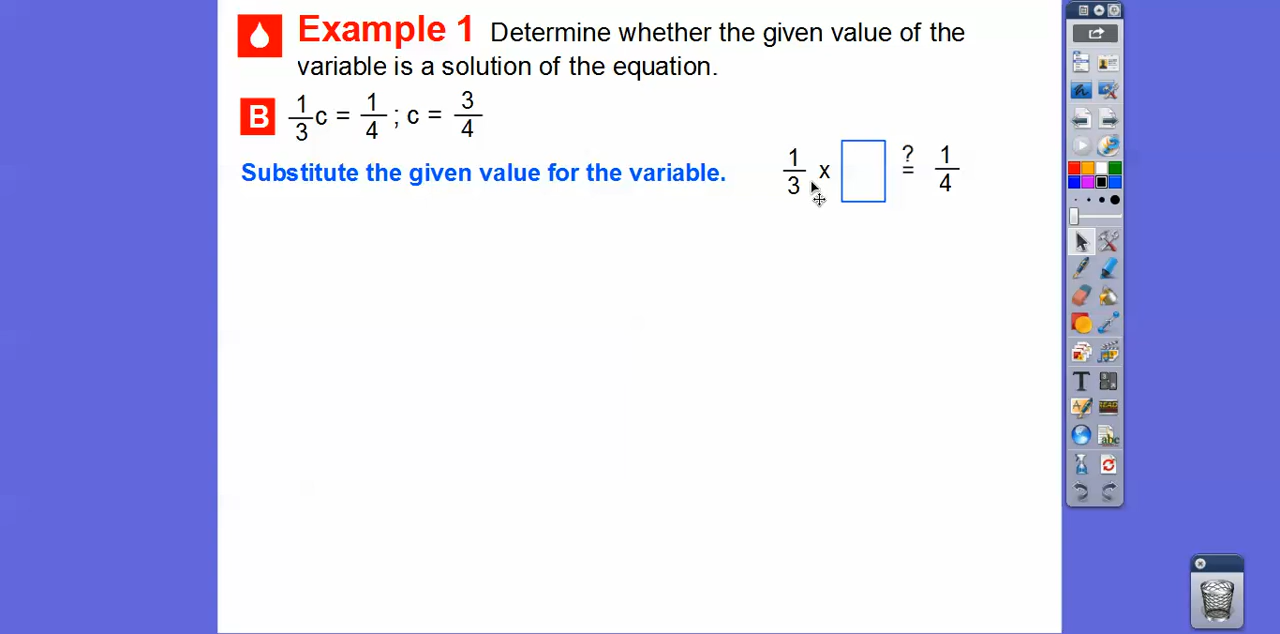 Example 1 Determine whether the given value of the
variable is a solution of the equation.
B 1/3 c = 1/4 ; c = 3/4
Substitute the given value for the variable. 1/3 x ? = 1/4